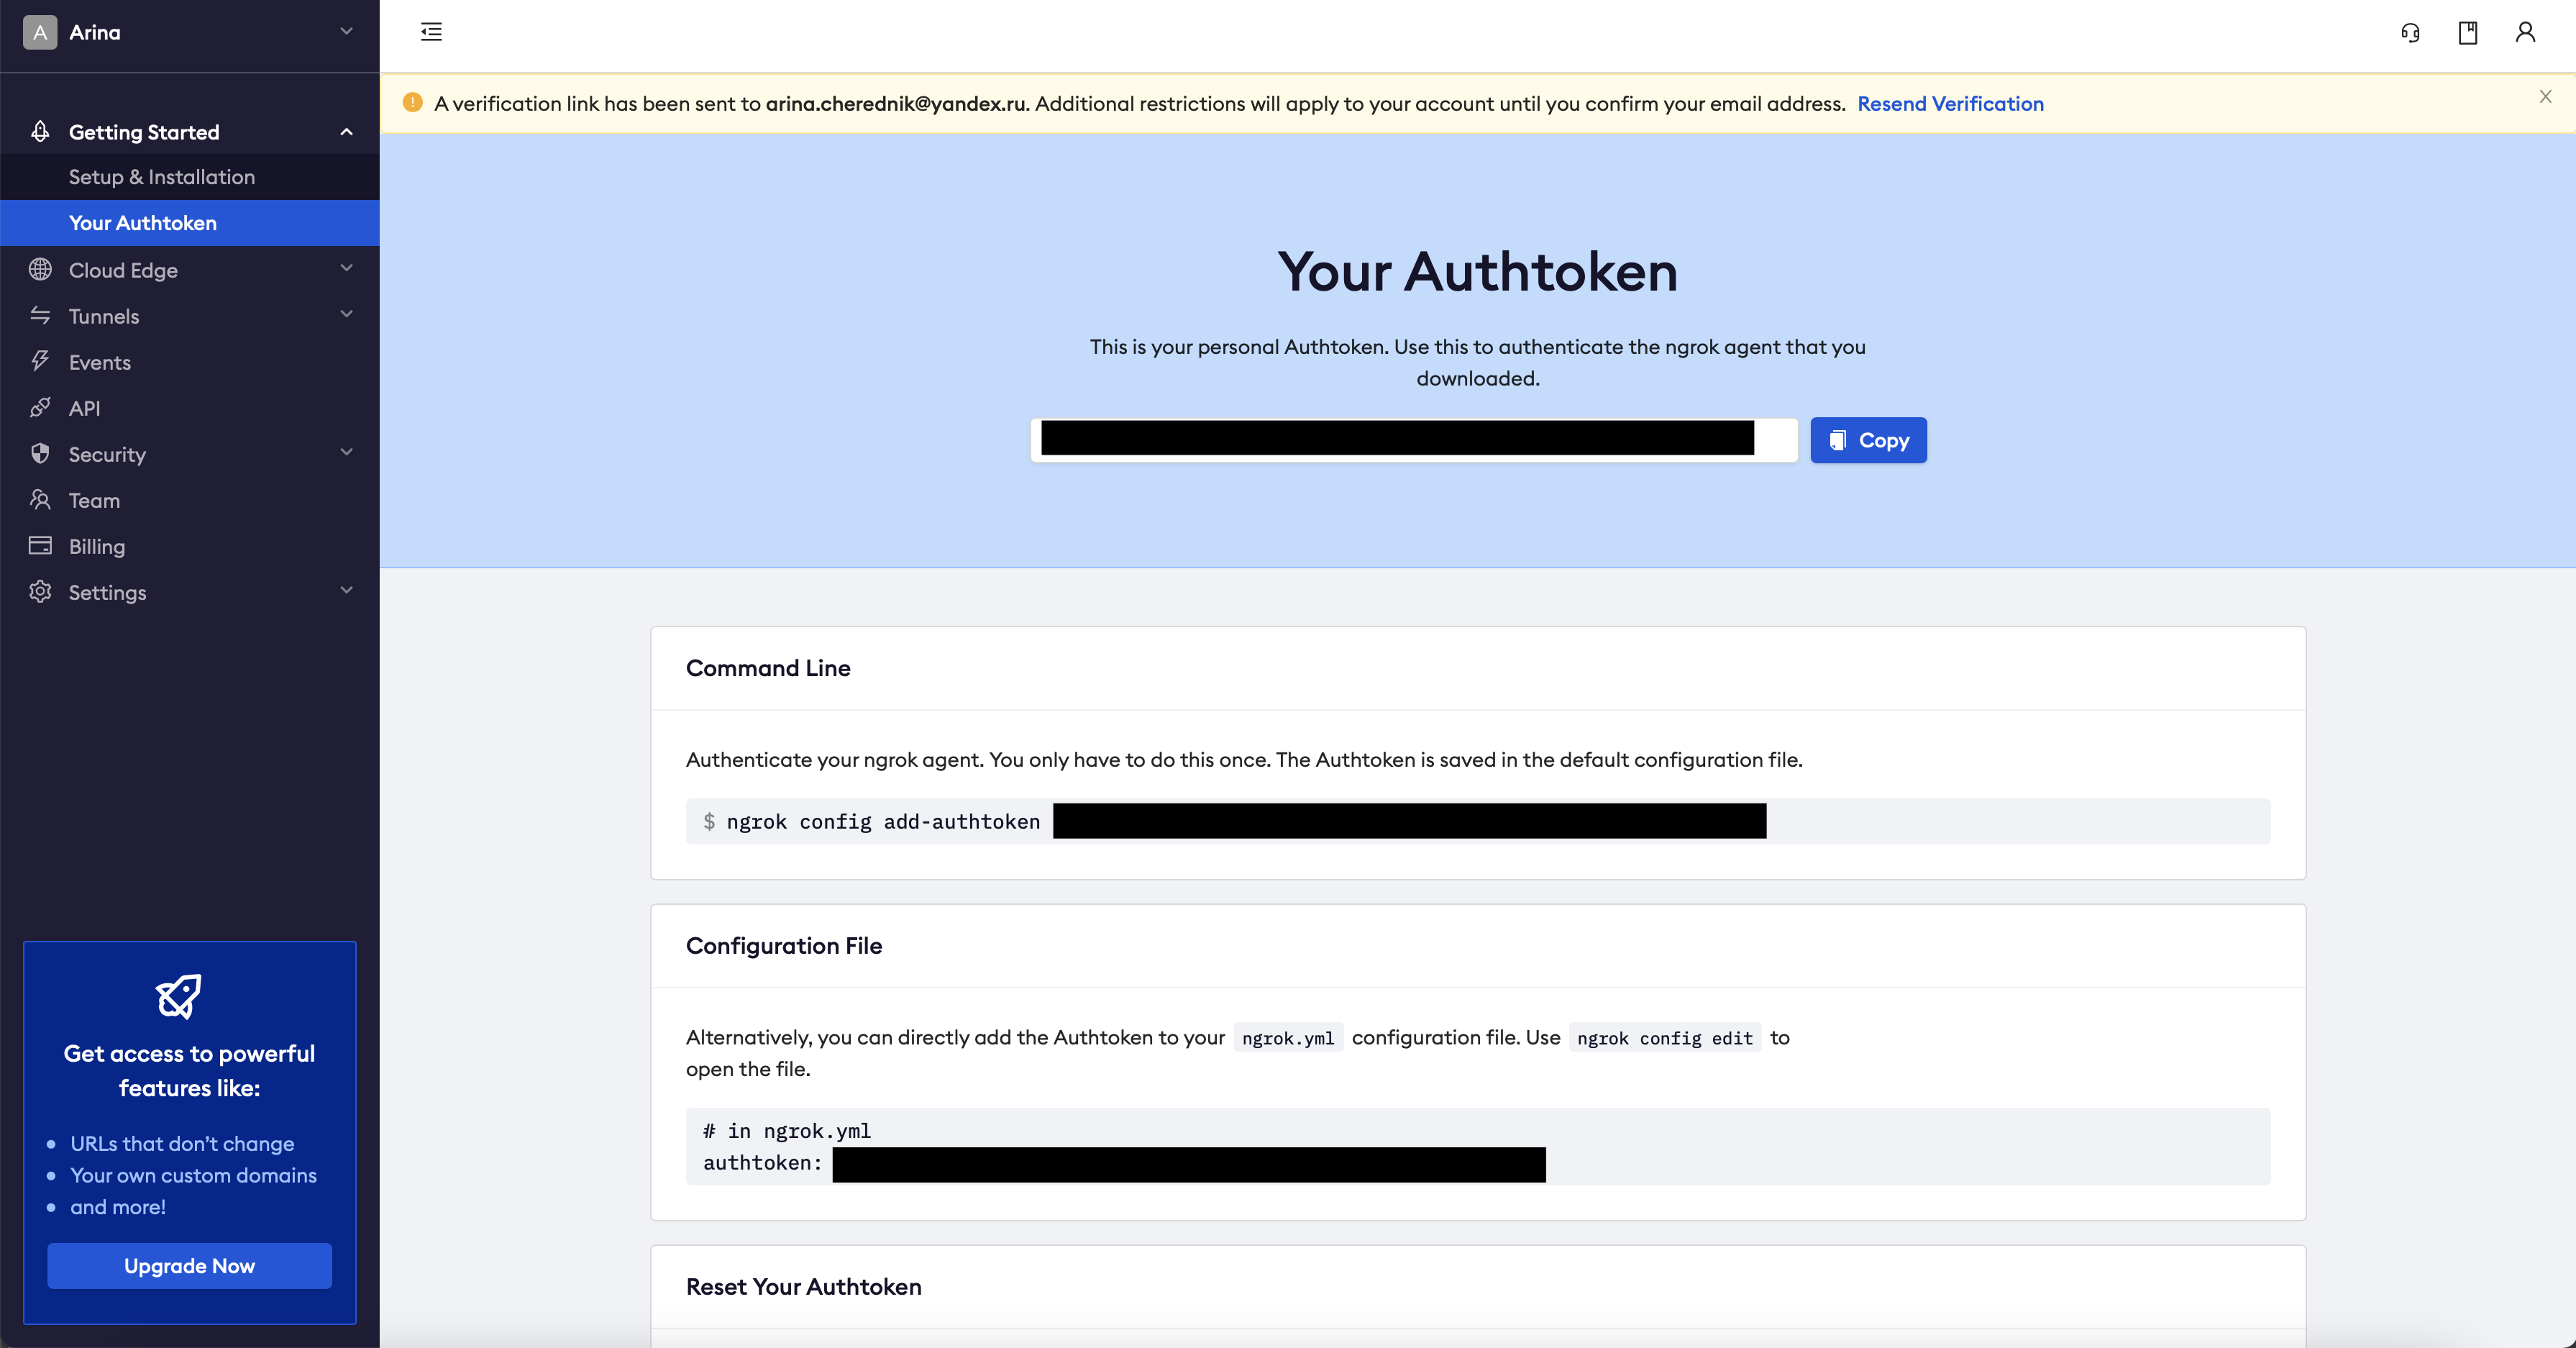 A Arina
Getting Started
Setup & Installation
Your Authtoken
Cloud Edge
Tunnels
Events
API
Security
Team
Billing
Settings
Get access to powerful
features like:
URLs that don't change
Your own custom domains
and more!
Upgrade Now
A verification link has been sent to arina.cherednik@yandex.ru. Additional restrictions will apply to your account until you confirm your email address. Resend Verification
Your Authtoken
This is your personal Authtoken. Use this to authenticate the ngrok agent that you
downloaded.
Copy
Command Line
Authenticate your ngrok agent. You only have to do this once. The Authtoken is saved in the default configuration file.
$ ngrok config add-authtoken
Configuration File
Alternatively, you can directly add the Authtoken to your ngrok.yml configuration file. Use ngrok config edit to
open the file.
# in ngrok.yml
authtoken:
Reset Your Authtoken